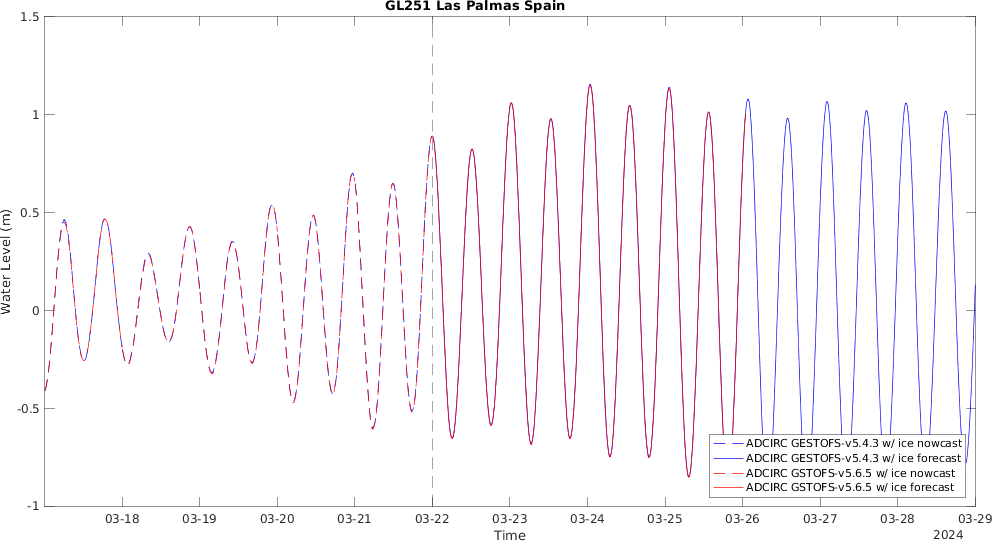 GL251 Las Palmas Spain
1.5
1
0.5
0
-0.5
-1
Water Level (m)
ADCIRC GESTOFS-v5.4.3 w/ ice nowcast
ADCIRC GESTOFS-v5.4.3 w/ ice forecast
ADCIRC GSTOFS-v5.6.5 w/ ice nowcast
ADCIRC GSTOFS-v5.6.5 w/ ice forecast
03-18 03-19 03-20 03-21 03-22 03-23 03-24 03-25 03-26 03-27 03-28 03-29
Time
2024